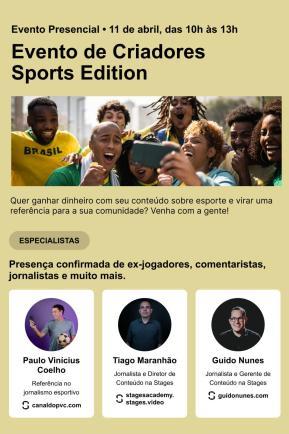 Evento Presencial • 11 de abril, das 10h às 13h
Evento de Criadores
Sports Edition
BRASIL
Quer ganhar dinheiro com seu conteúdo sobre esporte e virar uma
referência para a sua comunidade? Venha com a gente!
ESPECIALISTAS
Presença confirmada de ex-jogadores, comentaristas,
jornalistas e muito mais.
Paulo Vinícius
Coelho
Referência no
jornalismo esportivo
canaldopvc.com
Tiago Maranhão
Jornalista e Diretor de
Conteúdo na Stages
stagesacademy.
stages.video
Guido Nunes
Jornalista e Gerente de
Conteúdo na Stages
guidonunes.com